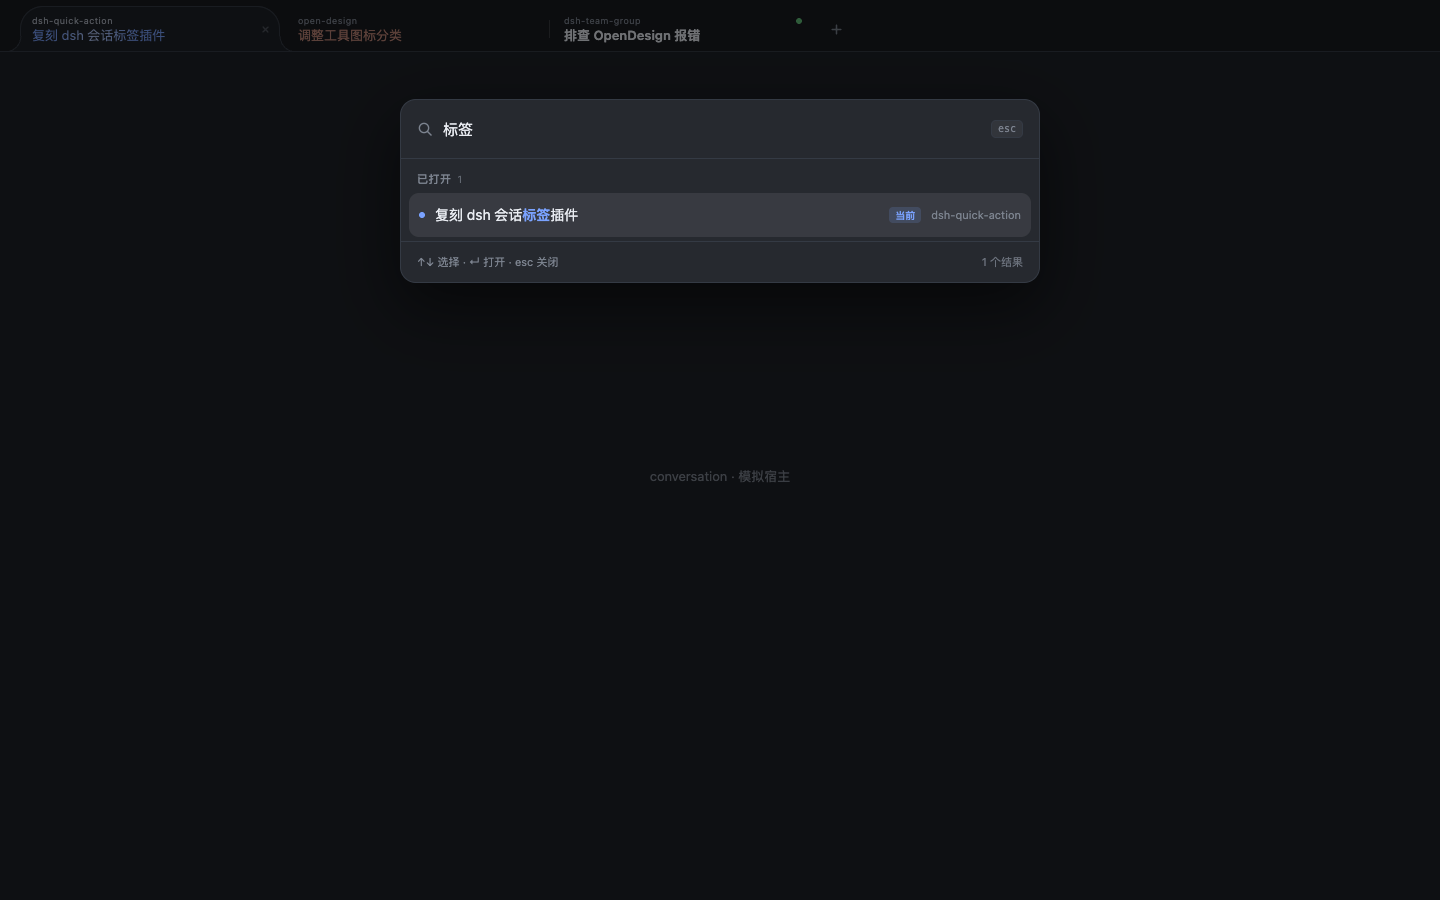 dsh-quick-action
复刻 dsh 会话标签插件
open-design
调整工具图标分类
dsh-team-group
排查 OpenDesign 报错
标签
esc
已打开 1
复刻 dsh 会话标签插件
当前
dsh-quick-action
↑↓ 选择 · ↵ 打开 · esc 关闭
1 个结果
conversation · 模拟宿主